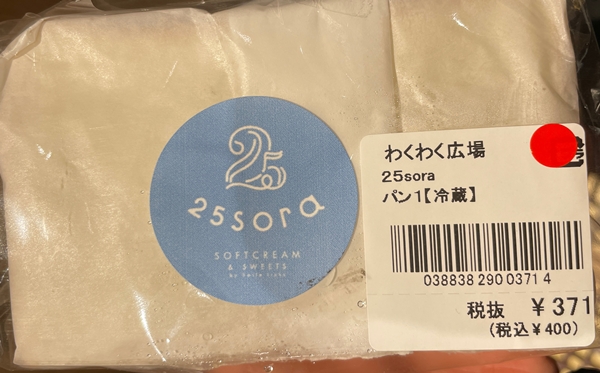 25
25sora
SOFTCREAM
& SWEETS
わくわく広場
25sora
パン1【冷蔵】
038838 290 0371 4
税抜 ¥371
(税込¥400)